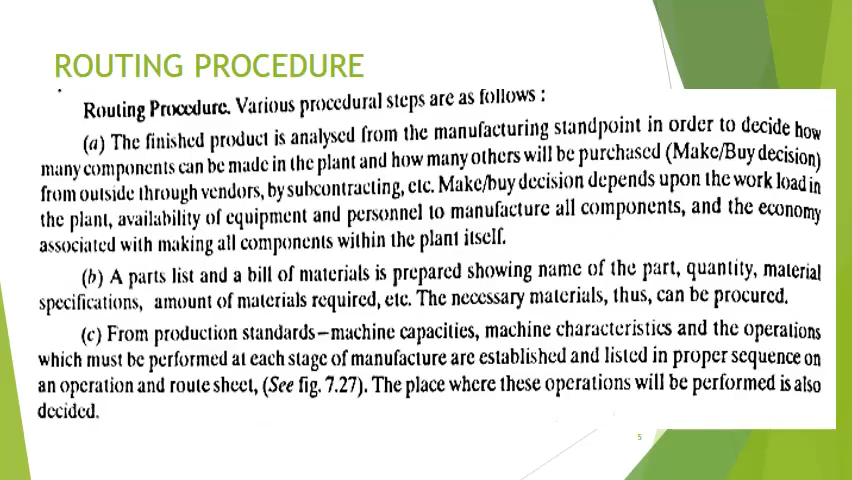 ROUTING PROCEDURE
Routing Procedure. Various procedural steps are as follows :
(a) The finished product is analysed from the manufacturing standpoint in order to decide how
many components can be made in the plant and how many others will be purchased (Make/Buy decision)
from outside through vendors, by subcontracting, etc. Make/buy decision depends upon the work load in
the plant, availability of equipment and personnel to manufacture all components, and the economy
associated with making all components within the plant itself.
(b) A parts list and a bill of materials is prepared showing name of the part, quantity, material
specifications, amount of materials required, etc. The necessary materials, thus, can be procured.
(c) From production standards—machine capacities, machine characteristics and the operations
which must be performed at each stage of manufacture are established and listed in proper sequence on
an operation and route sheet, (See fig. 7.27). The place where these operations will be performed is also
decided.
5